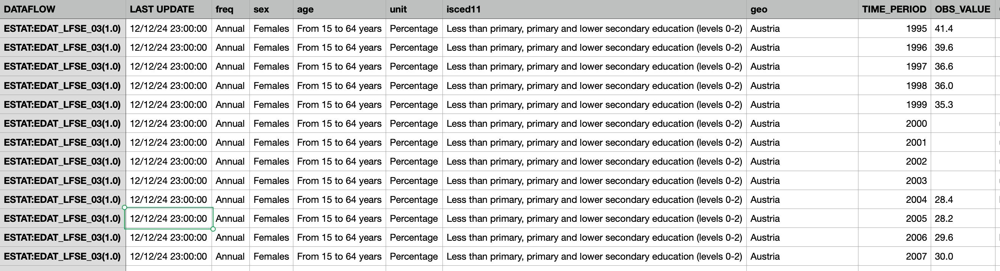 DATAFLOW LAST UPDATE freq sex age unit isced11 geo TIME_PERIOD OBS_VALUE
ESTAT:EDAT_LFSE_03(1.0) 12/12/24 23:00:00 Annual Females From 15 to 64 years Percentage Less than primary, primary and lower secondary education (levels 0-2) Austria 1995 41.4
ESTAT:EDAT_LFSE_03(1.0) 12/12/24 23:00:00 Annual Females From 15 to 64 years Percentage Less than primary, primary and lower secondary education (levels 0-2) Austria 1996 39.6
ESTAT:EDAT_LFSE_03(1.0) 12/12/24 23:00:00 Annual Females From 15 to 64 years Percentage Less than primary, primary and lower secondary education (levels 0-2) Austria 1997 36.6
ESTAT:EDAT_LFSE_03(1.0) 12/12/24 23:00:00 Annual Females From 15 to 64 years Percentage Less than primary, primary and lower secondary education (levels 0-2) Austria 1998 36.0
ESTAT:EDAT_LFSE_03(1.0) 12/12/24 23:00:00 Annual Females From 15 to 64 years Percentage Less than primary, primary and lower secondary education (levels 0-2) Austria 1999 35.3
ESTAT:EDAT_LFSE_03(1.0) 12/12/24 23:00:00 Annual Females From 15 to 64 years Percentage Less than primary, primary and lower secondary education (levels 0-2) Austria 2000
ESTAT:EDAT_LFSE_03(1.0) 12/12/24 23:00:00 Annual Females From 15 to 64 years Percentage Less than primary, primary and lower secondary education (levels 0-2) Austria 2001
ESTAT:EDAT_LFSE_03(1.0) 12/12/24 23:00:00 Annual Females From 15 to 64 years Percentage Less than primary, primary and lower secondary education (levels 0-2) Austria 2002
ESTAT:EDAT_LFSE_03(1.0) 12/12/24 23:00:00 Annual Females From 15 to 64 years Percentage Less than primary, primary and lower secondary education (levels 0-2) Austria 2003
ESTAT:EDAT_LFSE_03(1.0) 12/12/24 23:00:00 Annual Females From 15 to 64 years Percentage Less than primary, primary and lower secondary education (levels 0-2) Austria 2004 28.4
ESTAT:EDAT_LFSE_03(1.0) 12/12/24 23:00:00 Annual Females From 15 to 64 years Percentage Less than primary, primary and lower secondary education (levels 0-2) Austria 2005 28.2
ESTAT:EDAT_LFSE_03(1.0) 12/12/24 23:00:00 Annual Females From 15 to 64 years Percentage Less than primary, primary and lower secondary education (levels 0-2) Austria 2006 29.6
ESTAT:EDAT_LFSE_03(1.0) 12/12/24 23:00:00 Annual Females From 15 to 64 years Percentage Less than primary, primary and lower secondary education (levels 0-2) Austria 2007 30.0